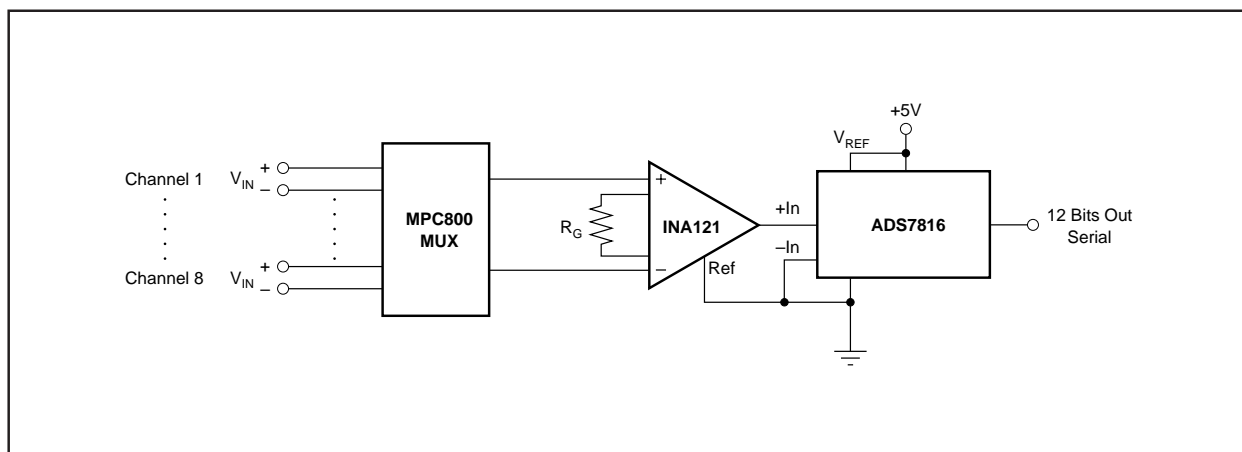 +5V
V_REF
Channel 1
V_IN
+
–
MPC800
MUX
+
R_G
INA121
–
Ref
+In
–In
ADS7816
12 Bits Out
Serial
Channel 8
V_IN
+
–